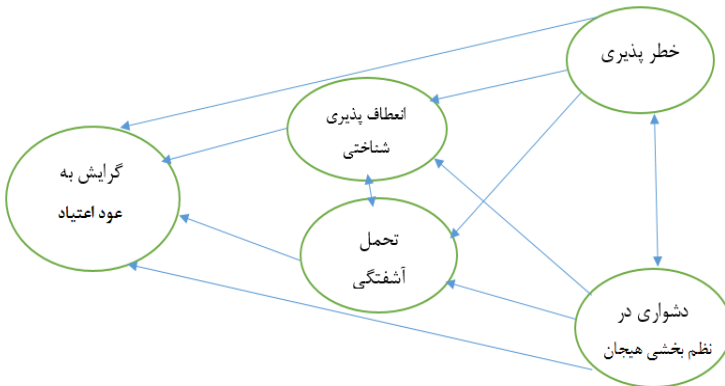 خطر پذیری
انعطاف پذیری
شناختی
گرایش به
عود اعتیاد
تحمل
آشفتگی
دشواری در
نظم بخشی هیجان